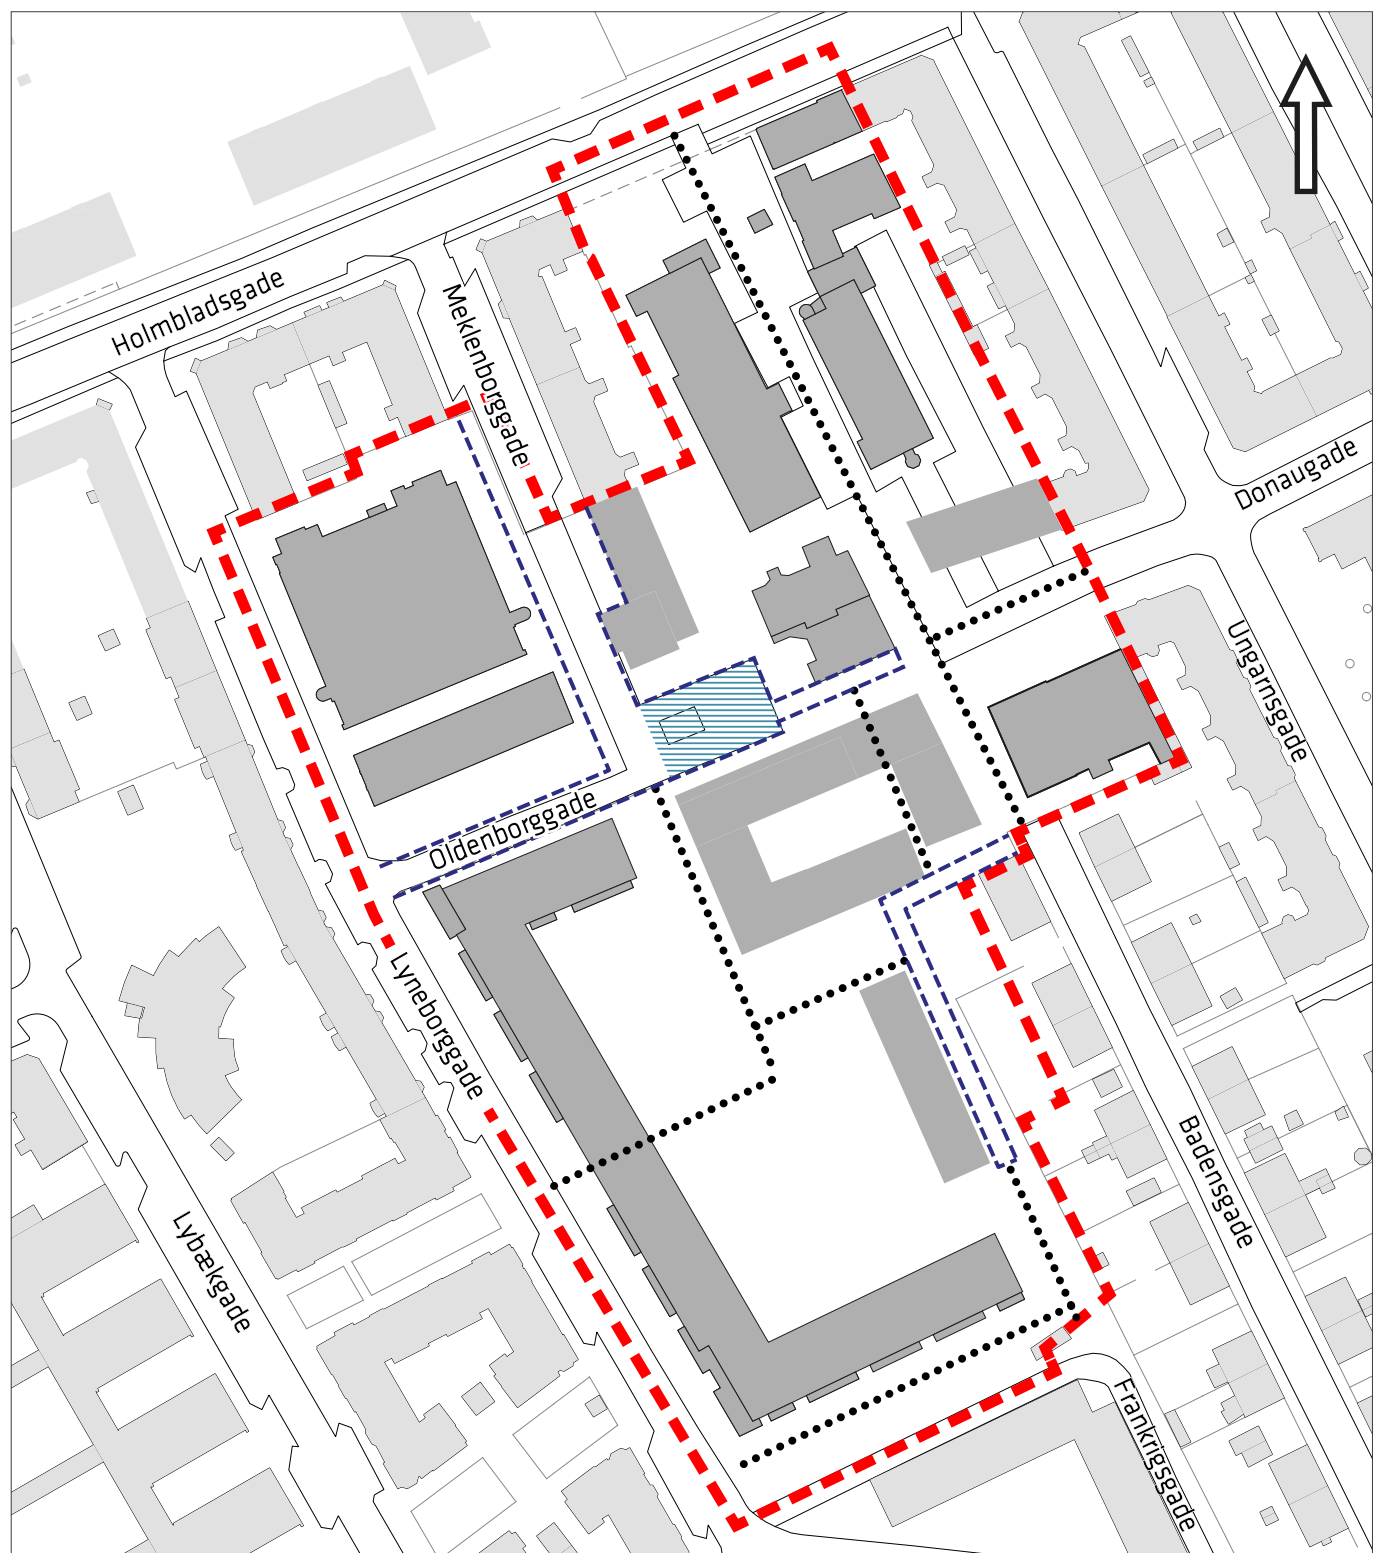 Holmbladsgade
Meklenborggade
Donaugade
Ungarnsgade
Oldenborggade
Lyneborggade
Badensgade
Lybækgade
Frankrigsgade